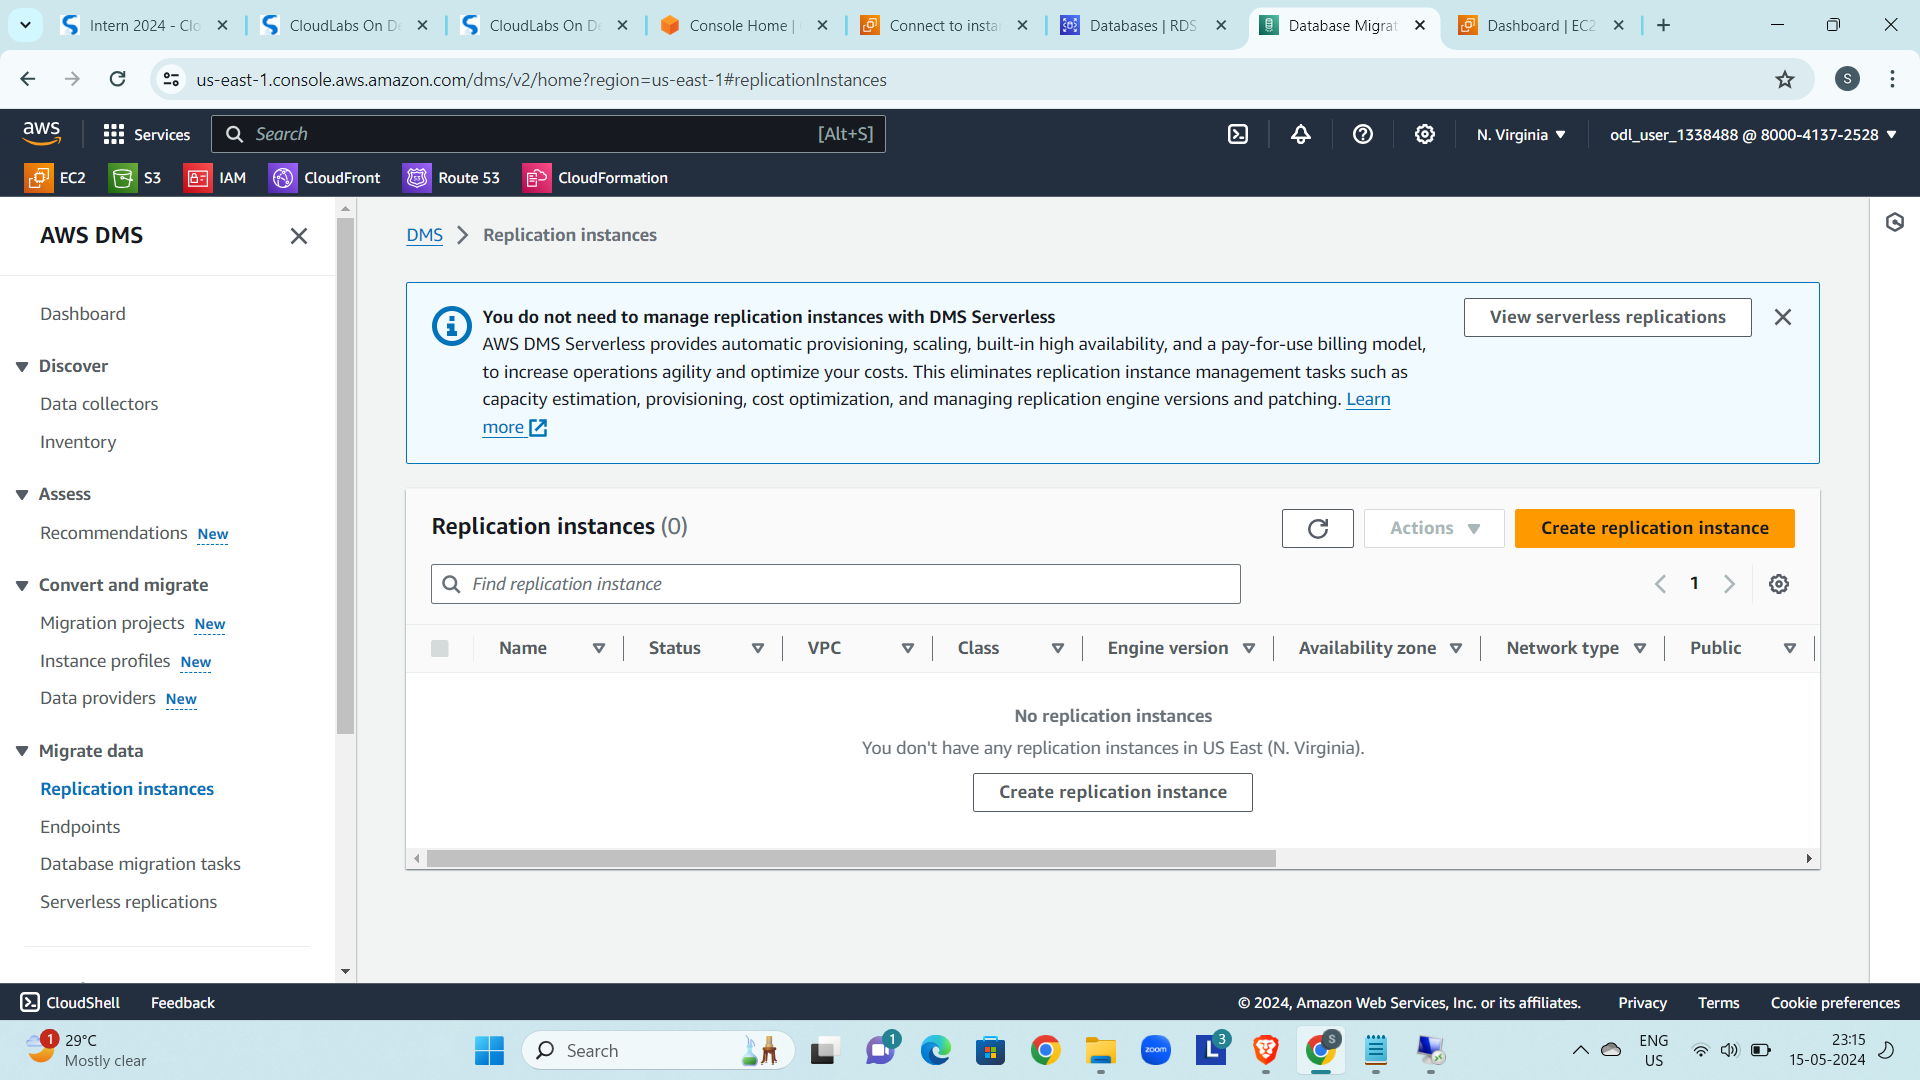 Intern 2024 - Clo
CloudLabs On De
CloudLabs On De
Console Home |
Connect to instan
Databases | RDS
Database Migrat
Dashboard | EC2
us-east-1.console.aws.amazon.com/dms/v2/home?region=us-east-1#replicationInstances
S
aws
Services
Search
[Alt+S]
N. Virginia
odl_user_1338488 @ 8000-4137-2528
EC2
S3
IAM
CloudFront
Route 53
CloudFormation
AWS DMS
Dashboard
Discover
Data collectors
Inventory
Assess
Recommendations New
Convert and migrate
Migration projects New
Instance profiles New
Data providers New
Migrate data
Replication instances
Endpoints
Database migration tasks
Serverless replications
DMS
Replication instances
You do not need to manage replication instances with DMS Serverless
AWS DMS Serverless provides automatic provisioning, scaling, built-in high availability, and a pay-for-use billing model,
to increase operations agility and optimize your costs. This eliminates replication instance management tasks such as
capacity estimation, provisioning, cost optimization, and managing replication engine versions and patching. Learn
more
View serverless replications
Replication instances (0)
Actions
Create replication instance
Find replication instance
1
Name
Status
VPC
Class
Engine version
Availability zone
Network type
Public
No replication instances
You don't have any replication instances in US East (N. Virginia).
Create replication instance
CloudShell
Feedback
© 2024, Amazon Web Services, Inc. or its affiliates.
Privacy
Terms
Cookie preferences
1
29°C
Mostly clear
Search
1
zoom
L
3
S
ENG
US
23:15
15-05-2024